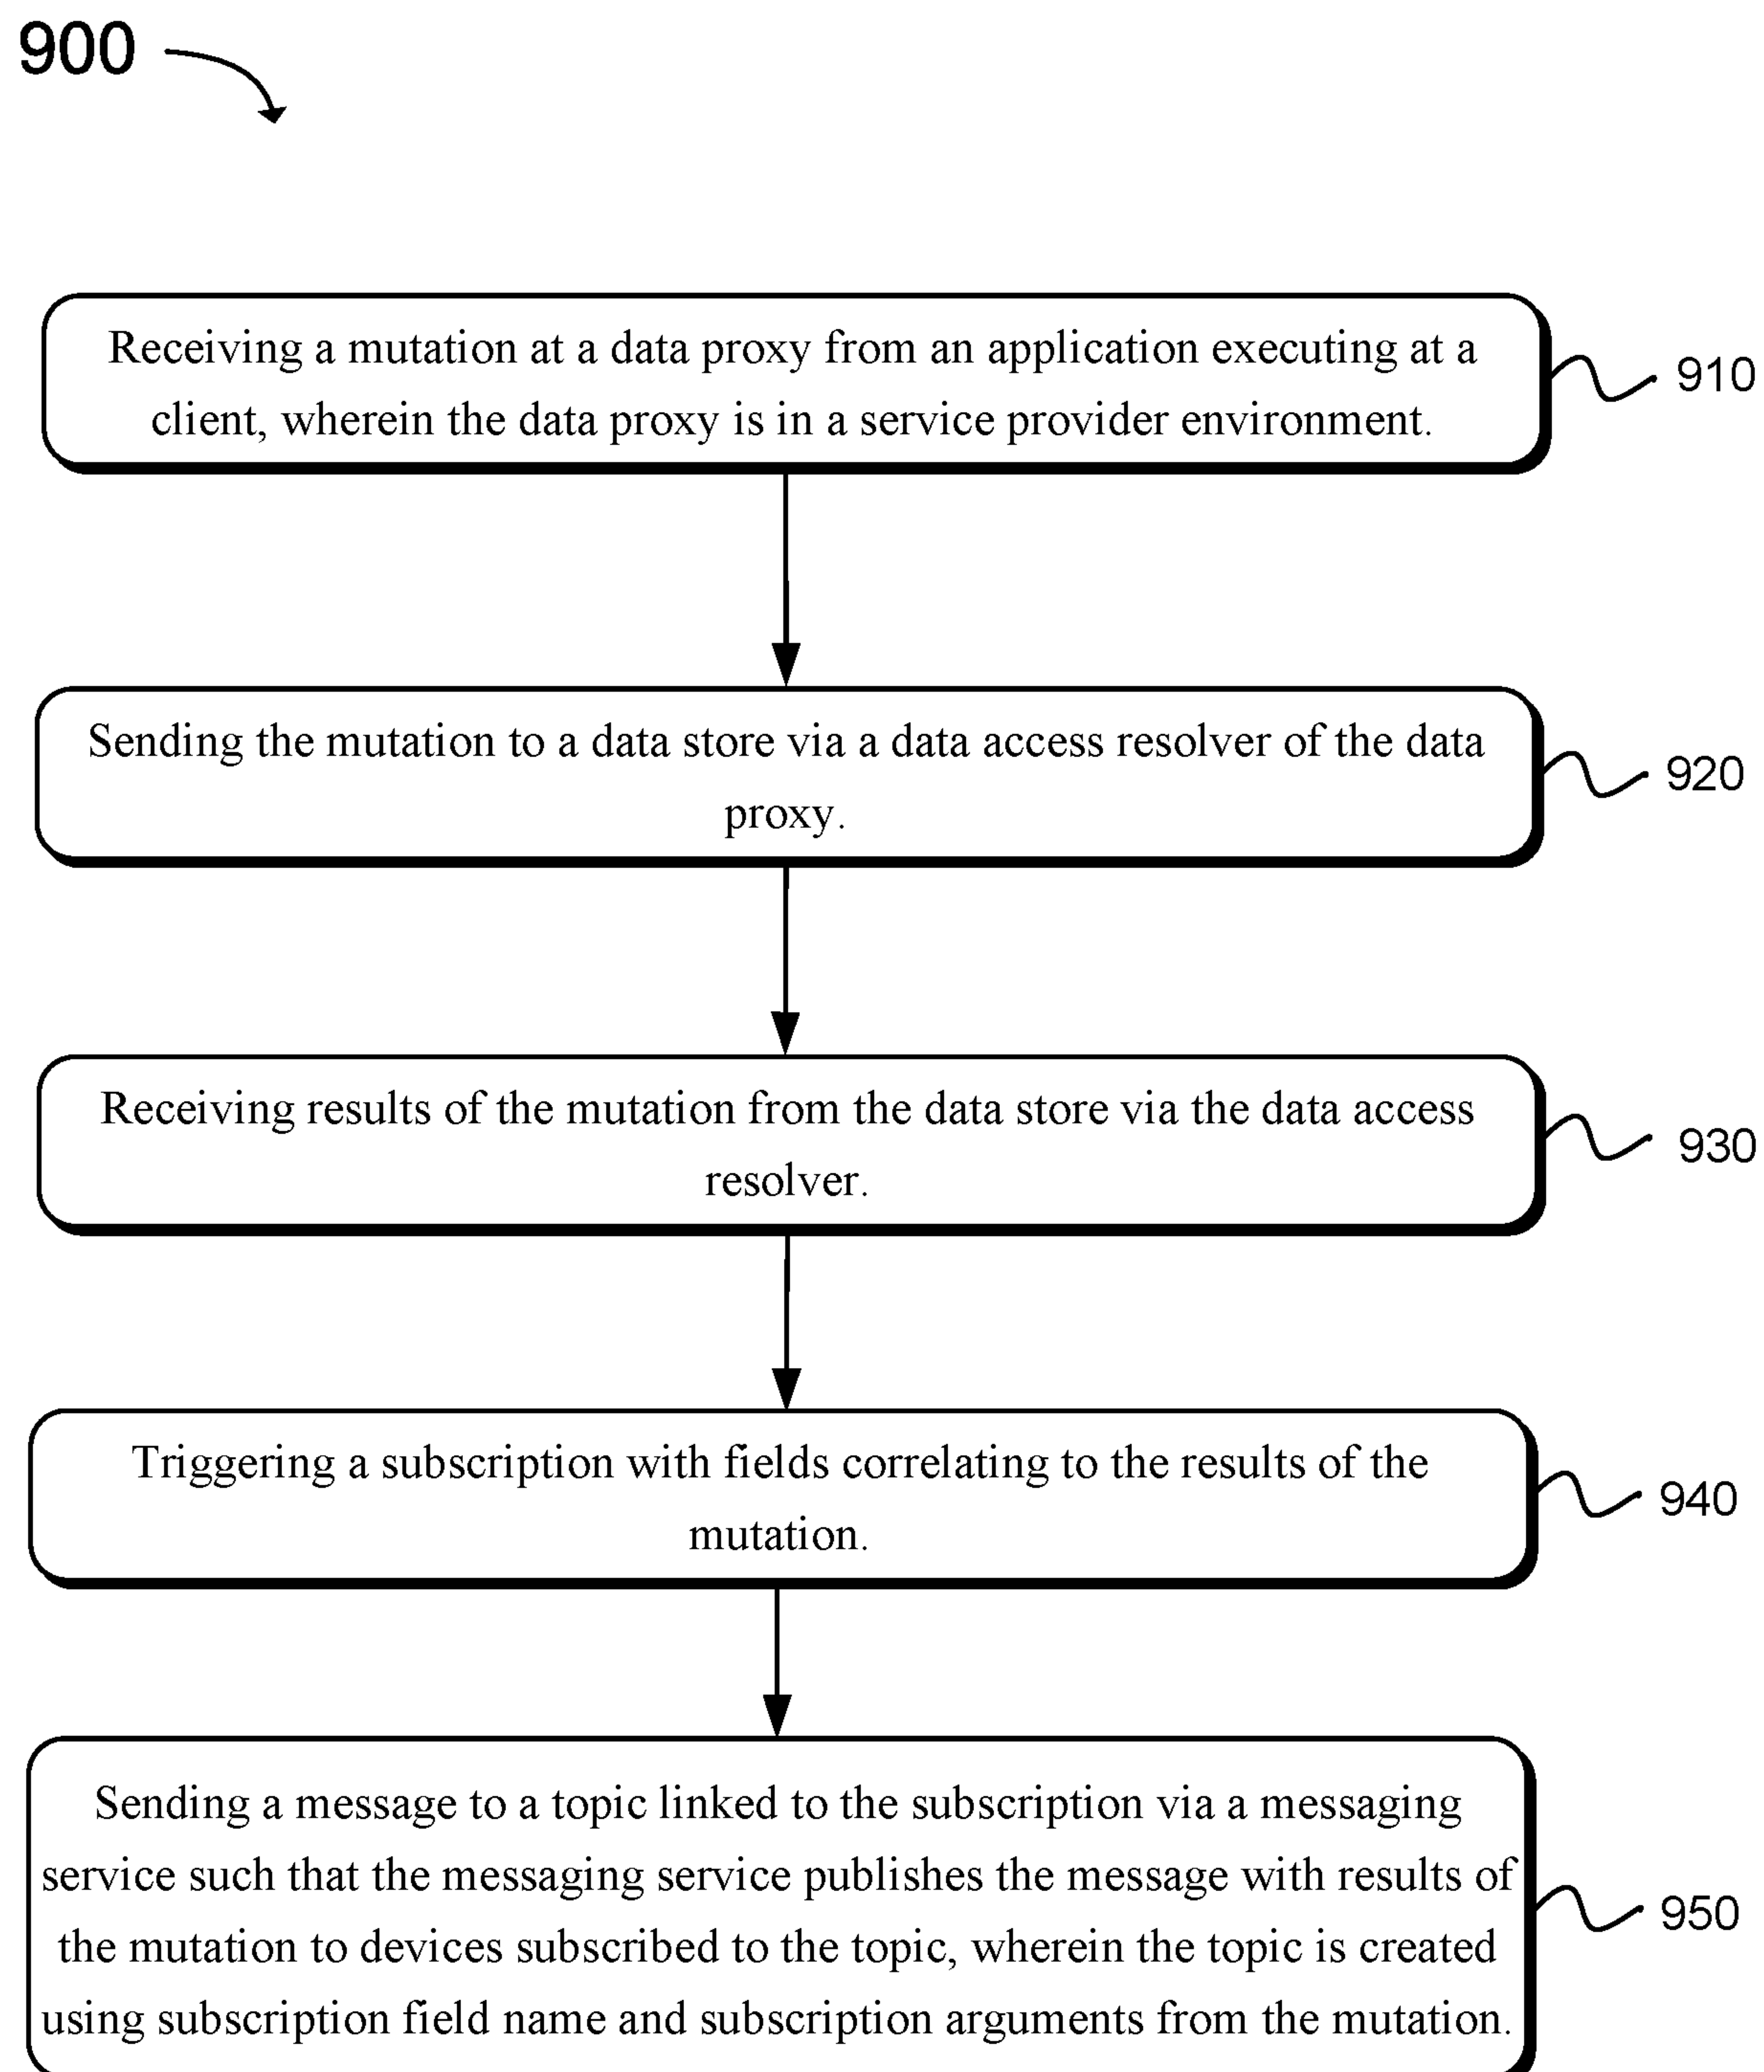 900
Receiving a mutation at a data proxy from an application executing at a
client, wherein the data proxy is in a service provider environment.
910
Sending the mutation to a data store via a data access resolver of the data
proxy.
920
Receiving results of the mutation from the data store via the data access
resolver.
930
Triggering a subscription with fields correlating to the results of the
mutation.
940
Sending a message to a topic linked to the subscription via a messaging
service such that the messaging service publishes the message with results of
the mutation to devices subscribed to the topic, wherein the topic is created
using subscription field name and subscription arguments from the mutation.
950